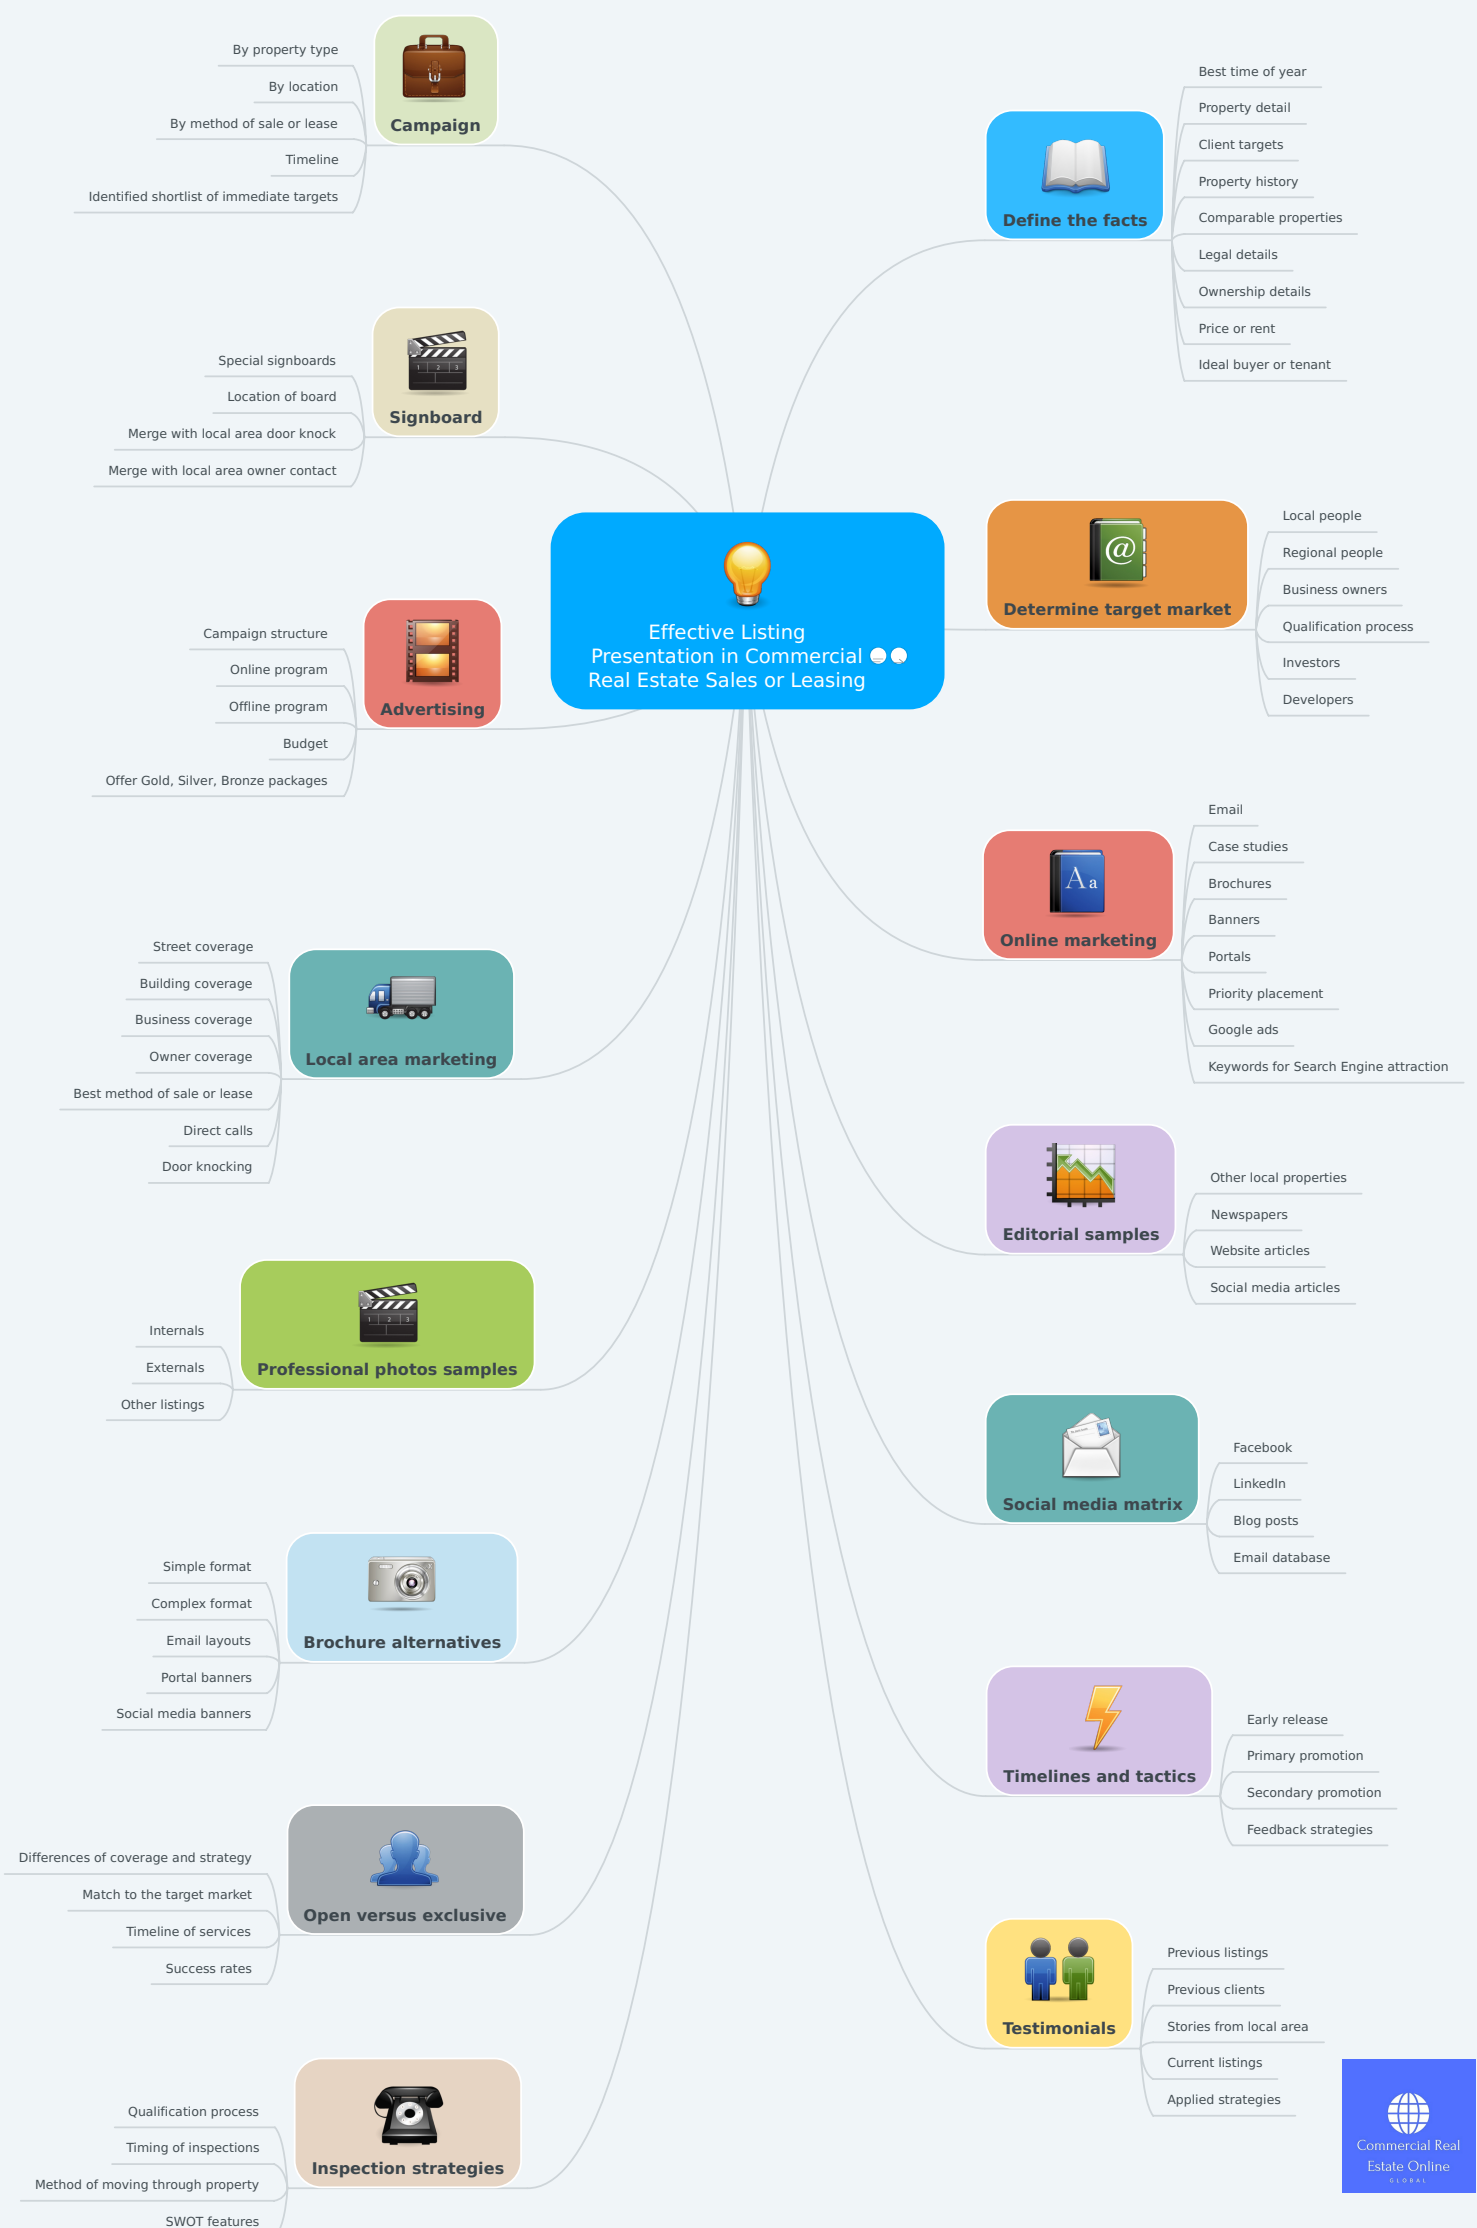 Effective Listing
Presentation in Commercial
Real Estate Sales or Leasing
Campaign
By property type
By location
By method of sale or lease
Timeline
Identified shortlist of immediate targets
Signboard
1 2 3
Special signboards
Location of board
Merge with local area door knock
Merge with local area owner contact
Advertising
Campaign structure
Online program
Offline program
Budget
Offer Gold, Silver, Bronze packages
Local area marketing
Street coverage
Building coverage
Business coverage
Owner coverage
Best method of sale or lease
Direct calls
Door knocking
1 2 3
Professional photos samples
Internals
Externals
Other listings
Brochure alternatives
Simple format
Complex format
Email layouts
Portal banners
Social media banners
Open versus exclusive
Differences of coverage and strategy
Match to the target market
Timeline of services
Success rates
Inspection strategies
Qualification process
Timing of inspections
Method of moving through property
SWOT features
Define the facts
Best time of year
Property detail
Client targets
Property history
Comparable properties
Legal details
Ownership details
Price or rent
Ideal buyer or tenant
@
Determine target market
Local people
Regional people
Business owners
Qualification process
Investors
Developers
Aa
Online marketing
Email
Case studies
Brochures
Banners
Portals
Priority placement
Google ads
Keywords for Search Engine attraction
Editorial samples
Other local properties
Newspapers
Website articles
Social media articles
Social media matrix
Facebook
LinkedIn
Blog posts
Email database
Timelines and tactics
Early release
Primary promotion
Secondary promotion
Feedback strategies
Testimonials
Previous listings
Previous clients
Stories from local area
Current listings
Applied strategies
Commercial Real
Estate Online
GLOBAL